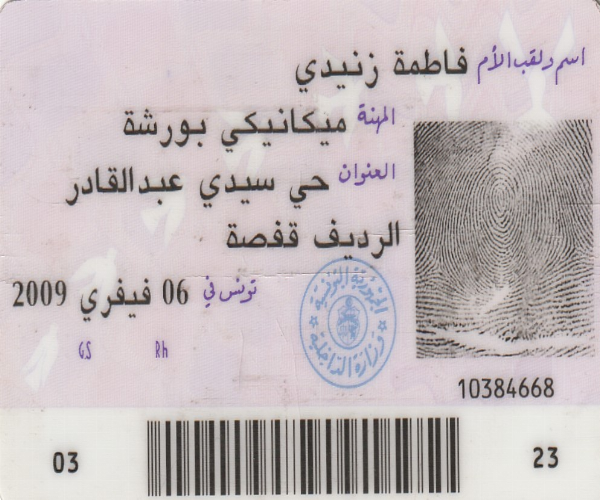 اسم ولقب الأم فاطمة زنيدي
المهنة ميكانيكي بورشة
العنوان حي سيدي عبدالقادر
الرديف قفصة
تونس في 06 فيفري 2009
GS Rh
الجمهورية التونسية
وزارة الداخلية
10384668
03 23